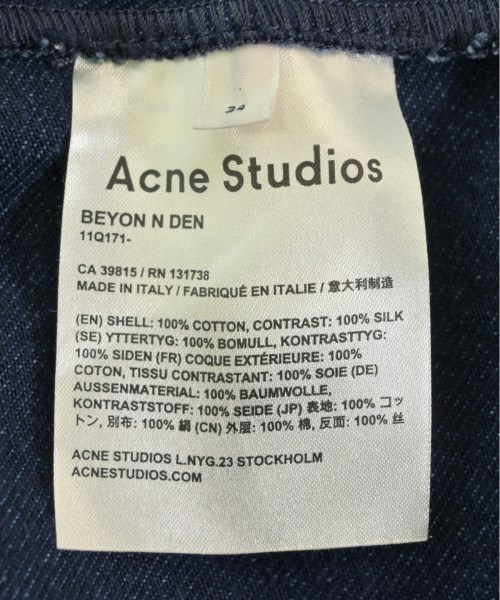 34
Acne Studios
BEYON N DEN
11Q171-
CA 39815 / RN 131738
MADE IN ITALY / FABRIQUÉ EN ITALIE / 意大利制造
(EN) SHELL: 100% COTTON, CONTRAST: 100% SILK
(SE) YTTERTYG: 100% BOMULL, KONTRASTTYG:
100% SIDEN (FR) COQUE EXTÉRIEURE: 100%
COTON, TISSU CONTRASTANT: 100% SOIE (DE)
AUSSENMATERIAL: 100% BAUMWOLLE,
KONTRASTSTOFF: 100% SEIDE (JP) 表地: 100% コッ
トン, 別布: 100% 絹 (CN) 外层: 100% 棉, 反面: 100% 丝
ACNE STUDIOS L.NYG.23 STOCKHOLM
ACNESTUDIOS.COM